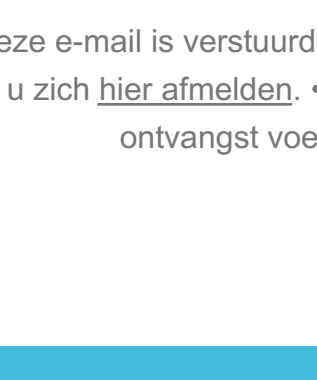 eze e-mail is verstuurd
u zich hier afmelden. •
ontvangst voe